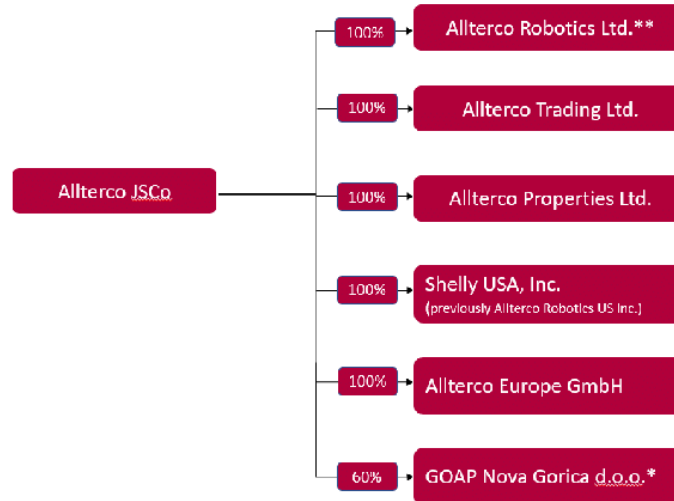 Allterco JSCo
100%
Allterco Robotics Ltd.**
100%
Allterco Trading Ltd.
100%
Allterco Properties Ltd.
100%
Shelly USA, Inc.
(previously Allterco Robotics US Inc.)
100%
Allterco Europe GmbH
60%
GOAP Nova Gorica d.o.o.*